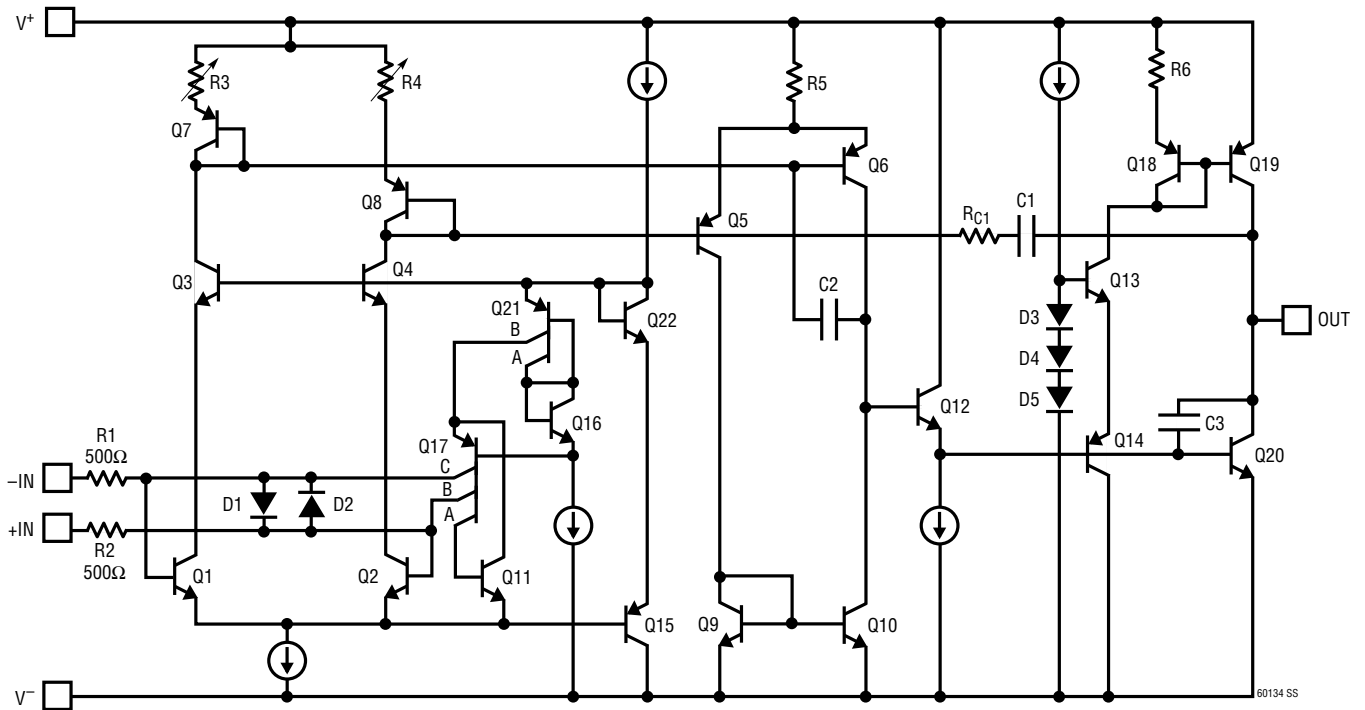 V+
R3
R4
R5
R6
Q7
Q6
Q18
Q19
Q8
Q5
RC1
C1
Q3
Q4
Q21
B
A
Q22
C2
Q13
D3
D4
D5
OUT
Q16
Q12
Q14
C3
Q20
R1
500Ω
Q17
C
B
A
–IN
D1
D2
+IN
R2
500Ω
Q1
Q2
Q11
Q15
Q9
Q10
V–
60134 SS